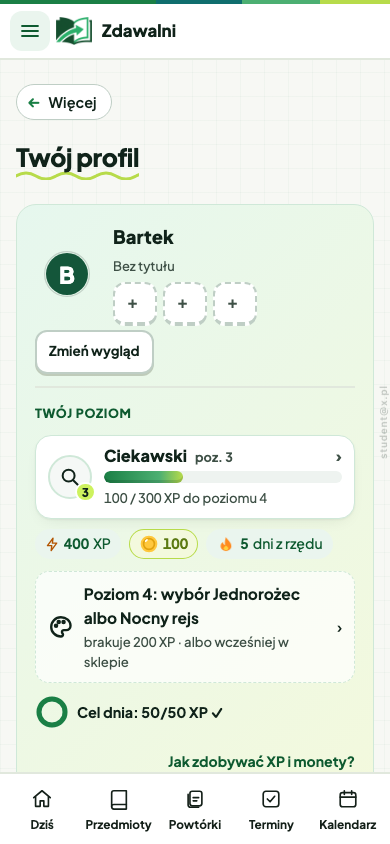 Zdawalni
← Więcej
Twój profil
B
Bartek
Bez tytułu
+ + +
Zmień wygląd
TWÓJ POZIOM
Ciekawski poz. 3 ›
3
100 / 300 XP do poziomu 4
400 XP 100 5 dni z rzędu
Poziom 4: wybór Jednorożec
albo Nocny rejs ›
brakuje 200 XP · albo wcześniej w
sklepie
Cel dnia: 50/50 XP ✓
Jak zdobywać XP i monety?
Dziś Przedmioty Powtórki Terminy Kalendarz
student@x.pl